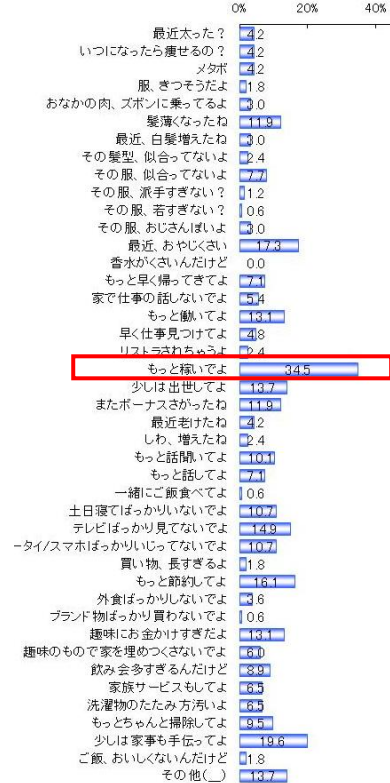 0% 20% 40%
最近太った? 4.2
いつになったら痩せるの? 4.2
メタボ 4.2
服、きつそうだよ 1.8
おなかの肉、ズボンに乗ってるよ 3.0
髪薄くなったね 11.9
最近、白髪増えたね 3.0
その髪型、似合ってないよ 2.4
その服、似合ってないよ 7.7
その服、派手すぎない? 1.2
その服、若すぎない? 0.6
その服、おじさんぽいよ 3.0
最近、おやじくさい 17.3
香水がくさいんだけど 0.0
もっと早く帰ってきてよ 7.1
家で仕事の話しないでよ 5.4
もっと働いてよ 13.1
早く仕事見つけてよ 4.8
リストラされちゃうよ 2.4
もっと稼いでよ 34.5
少しは出世してよ 13.7
またボーナスさがったね 11.9
最近老けたね 4.2
しわ、増えたね 2.4
もっと話聞いてよ 10.1
もっと話してよ 7.1
一緒にご飯食べてよ 0.6
土日寝てばっかりいないでよ 10.7
テレビばっかり見てないでよ 14.9
ータイ/スマホばっかりいじってないでよ 10.7
買い物、長すぎるよ 1.8
もっと節約してよ 16.1
外食ばっかりしないでよ 3.6
ブランド物ばっかり買わないでよ 0.6
趣味にお金かけすぎだよ 13.1
趣味のもので家を埋めつくさないでよ 6.0
飲み会多すぎるんだけど 8.9
家族サービスもしてよ 6.5
洗濯物のたたみ方汚いよ 6.5
もっとちゃんと掃除してよ 9.5
少しは家事も手伝ってよ 19.6
ご飯、おいしくないんだけど 1.8
その他(__) 13.7